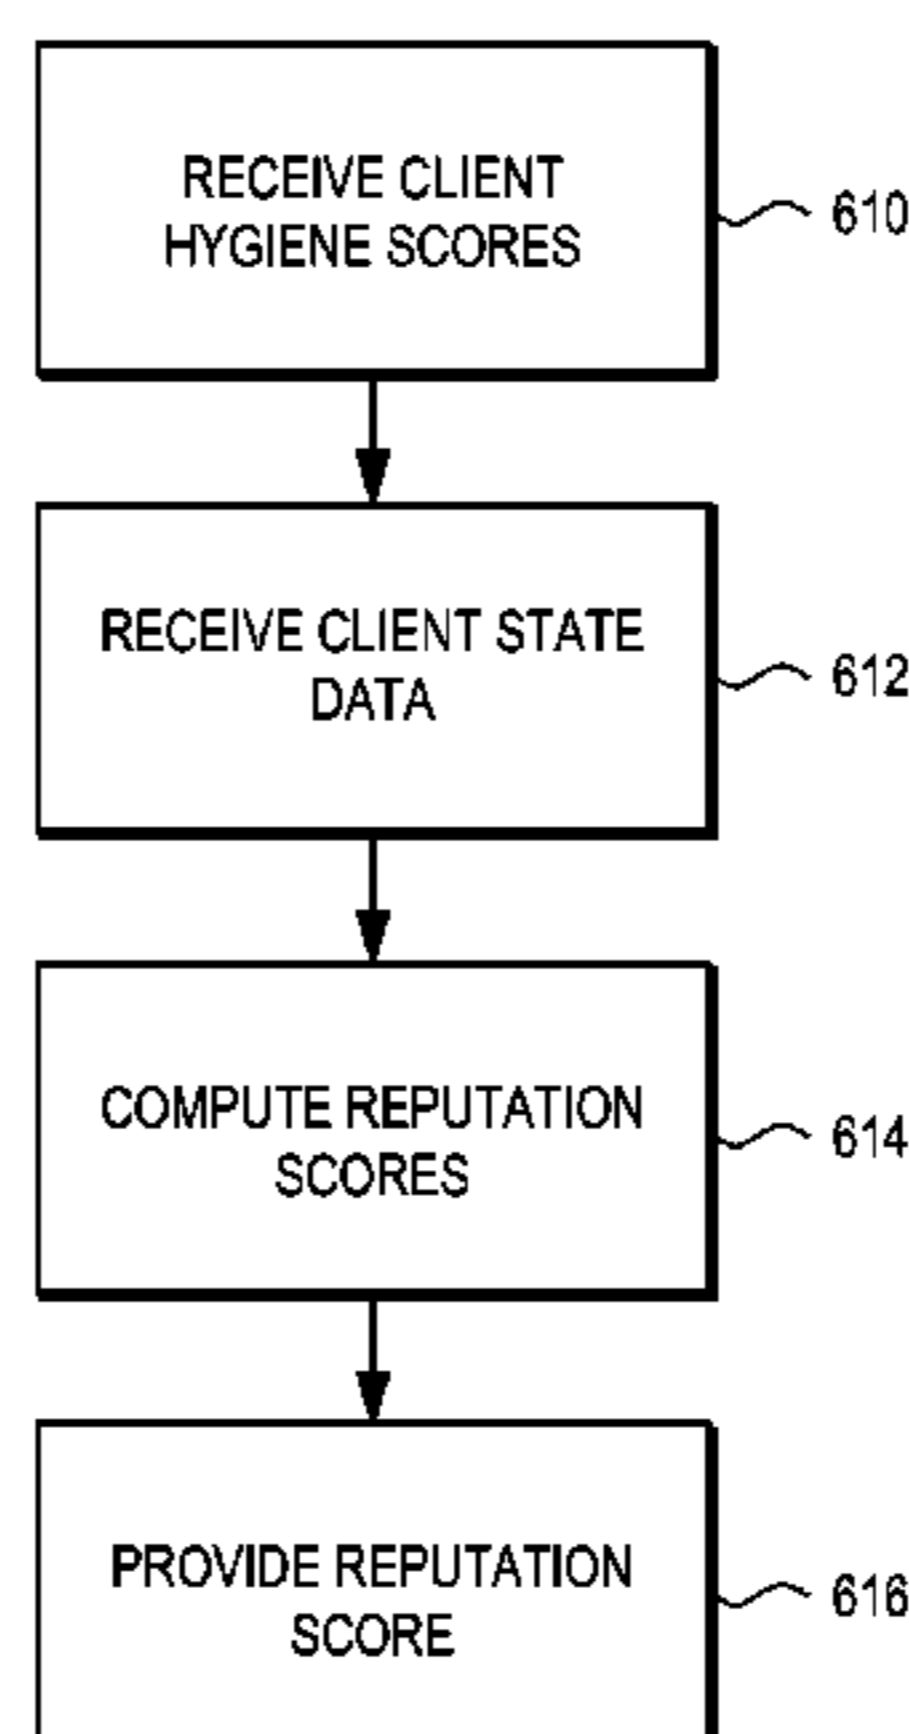 RECEIVE CLIENT
HYGIENE SCORES
610
RECEIVE CLIENT STATE
DATA
612
COMPUTE REPUTATION
SCORES
614
PROVIDE REPUTATION
SCORE
616